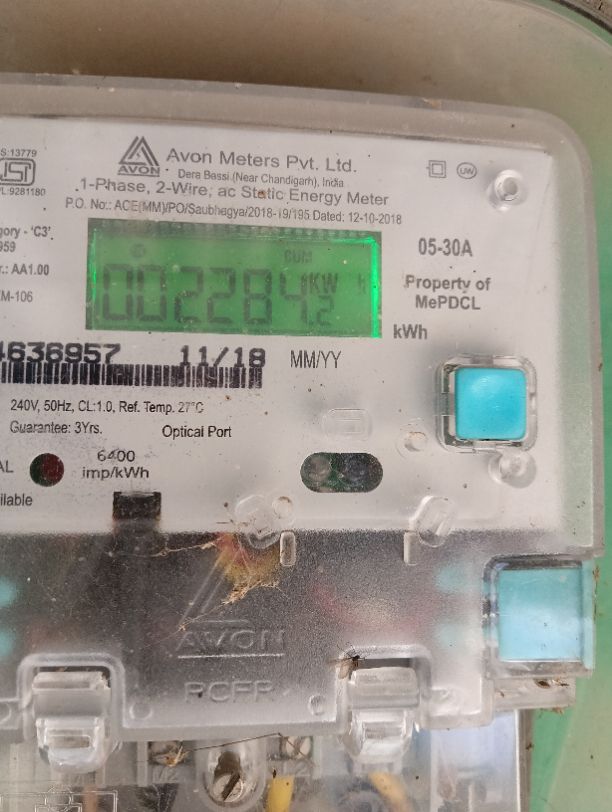 S:13779
ISI
/L:9281180
AVON
Avon Meters Pvt. Ltd.
Dera Bassi (Near Chandigarh), India
1-Phase, 2-Wire, ac Static Energy Meter
P.O. No.: ACE(MM)/PO/Saubhagya/2018-19/195 Dated: 12-10-2018
UW
gory - 'C3'
959
r.: AA1.00
M-106
CUM
002284.2 KW h
05-30A
Property of
MePDCL
kWh
4636957 11/18 MM/YY
240V, 50Hz, CL:1.0, Ref. Temp. 27°C
Guarantee: 3Yrs. Optical Port
AL
6400
imp/kWh
ilable
AVON